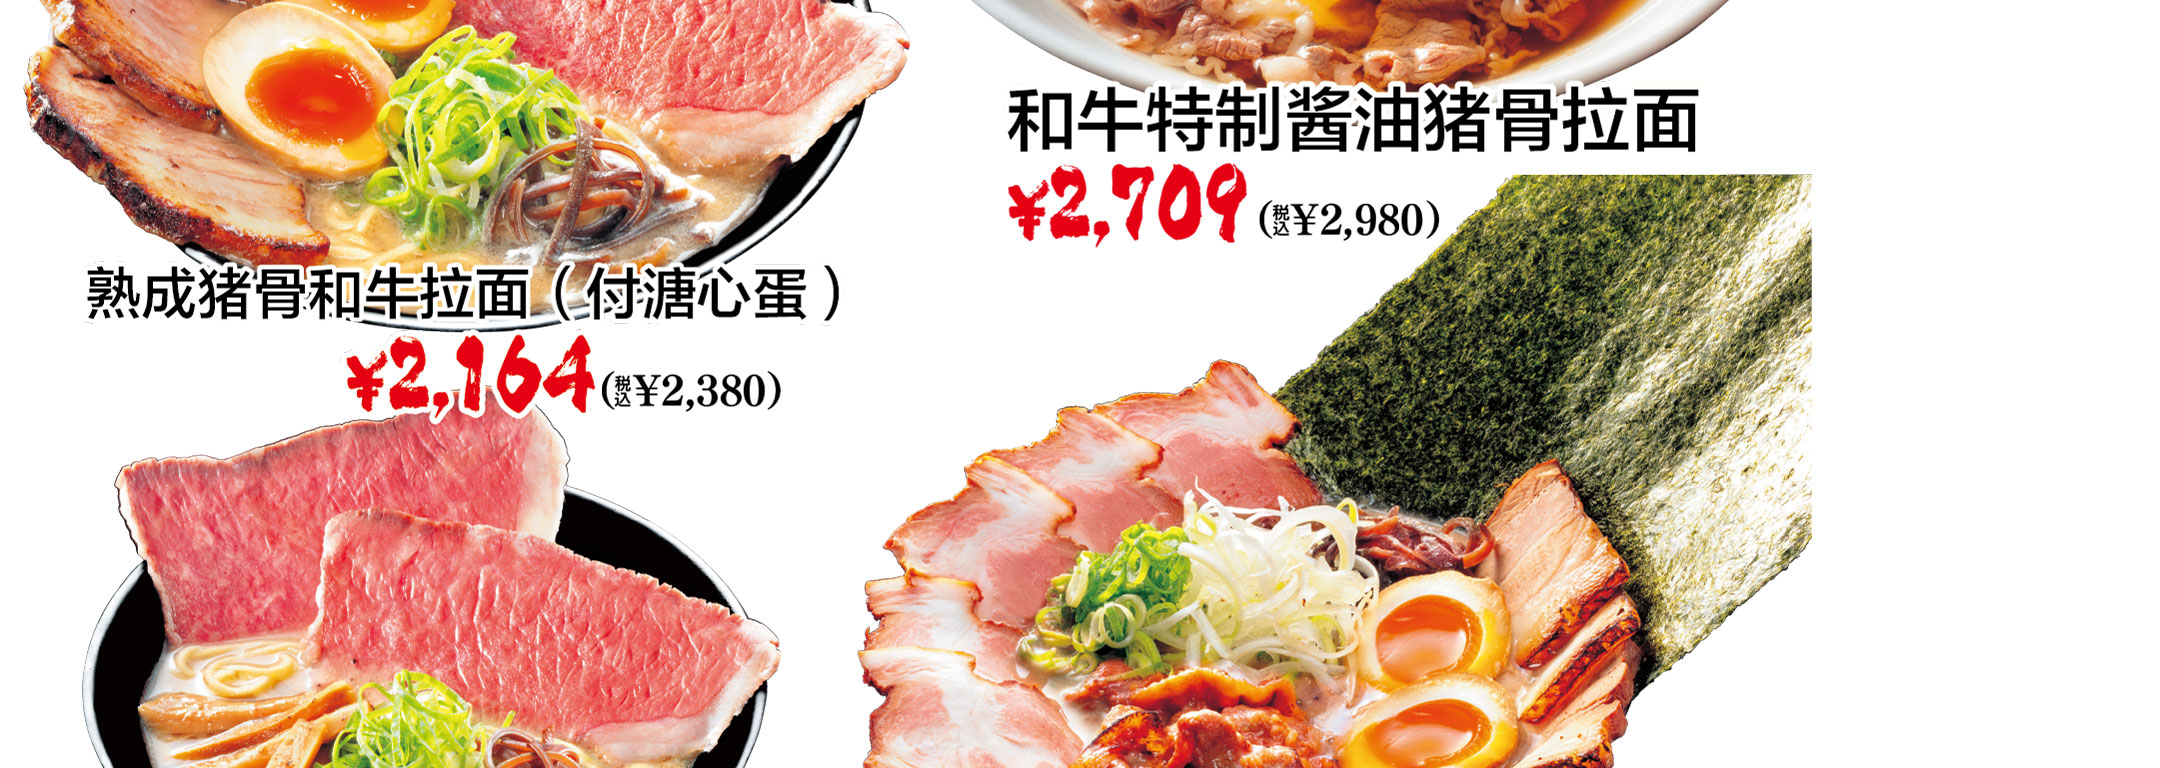 和牛特制酱油猪骨拉面
¥2,709 (税込¥2,980)
熟成猪骨和牛拉面（付溏心蛋）
¥2,164 (税込¥2,380)